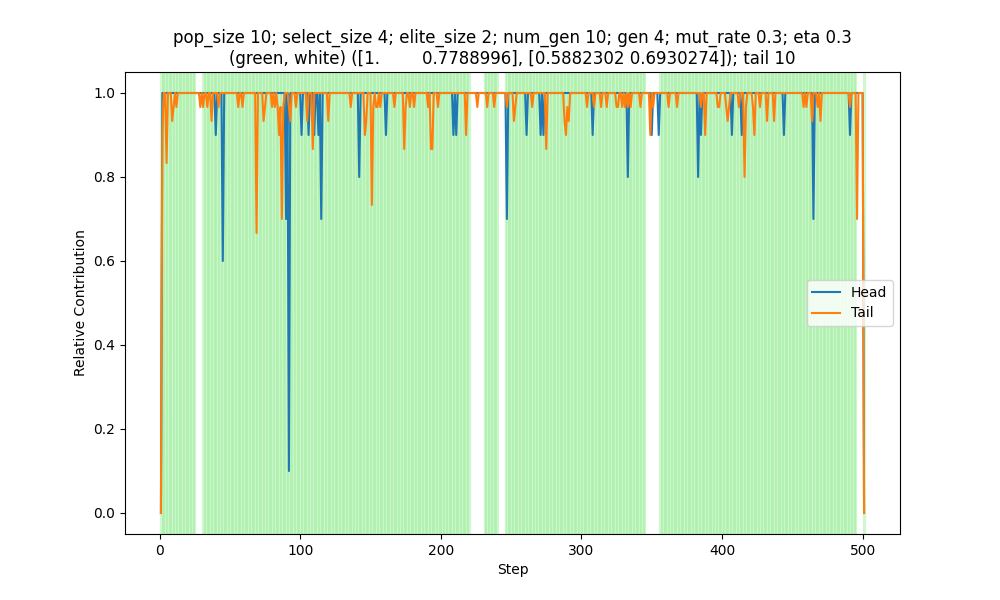 pop_size 10; select_size 4; elite_size 2; num_gen 10; gen 4; mut_rate 0.3; eta 0.3
(green, white) ([1.         0.7788996], [0.5882302 0.6930274]); tail 10
1.0
0.8
0.6
0.4
0.2
0.0
Relative Contribution
Head
Tail
0
100
200
300
400
500
Step